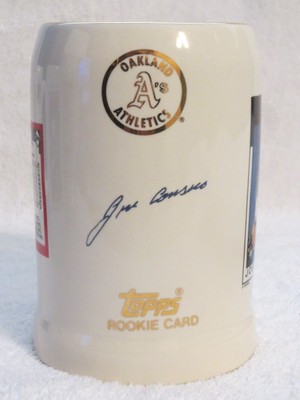 OAKLAND
A's
ATHLETICS
Jose Canseco
TOPPS®
ROOKIE CARD